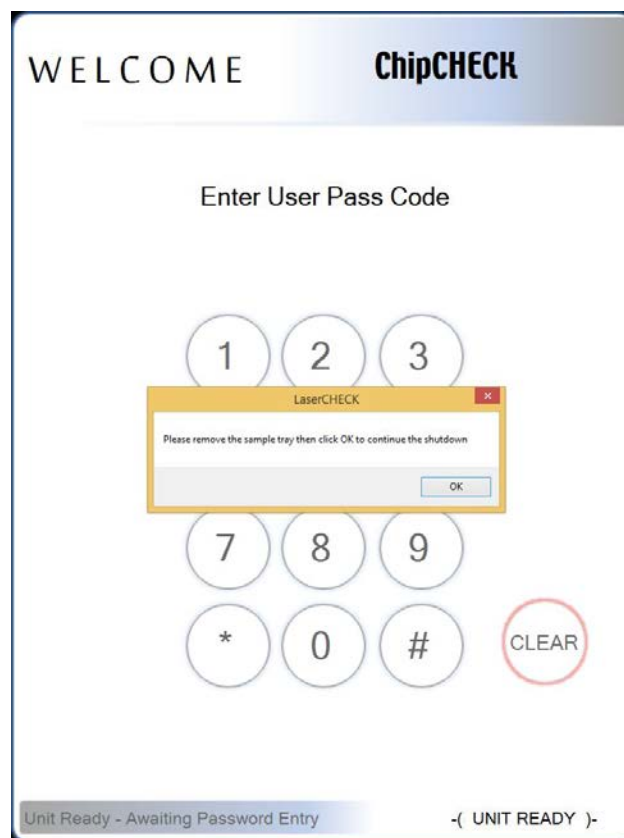 WELCOME
ChipCHECK
Enter User Pass Code
1 2 3
LaserCHECK
Please remove the sample tray then click OK to continue the shutdown
OK
7 8 9
* 0 #
CLEAR
Unit Ready - Awaiting Password Entry
-( UNIT READY )-